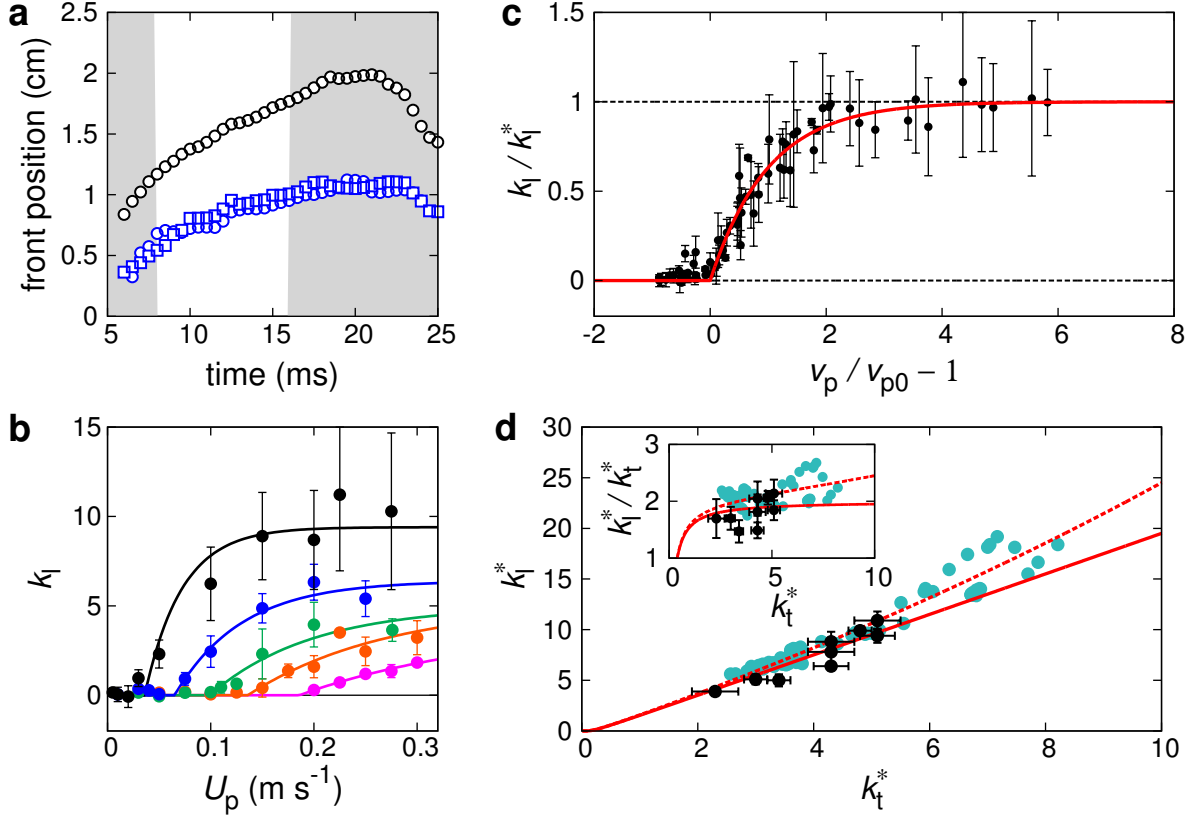 a
front position (cm)
2
1.5
1
0.5
0
5 10 15 20 25
time (ms)
c
k_l / k_l^*
1.5
1
0.5
0
-2 0 2 4 6 8
v_p / v_p0 − 1
b
k_l
15
10
5
0
0 0.1 0.2 0.3
U_p (m s^-1)
d
k_l^*
30
25
20
15
10
5
0
0 2 4 6 8 10
k_t^*
k_l^* / k_t^*
3
2
1
0 5 10
k_t^*